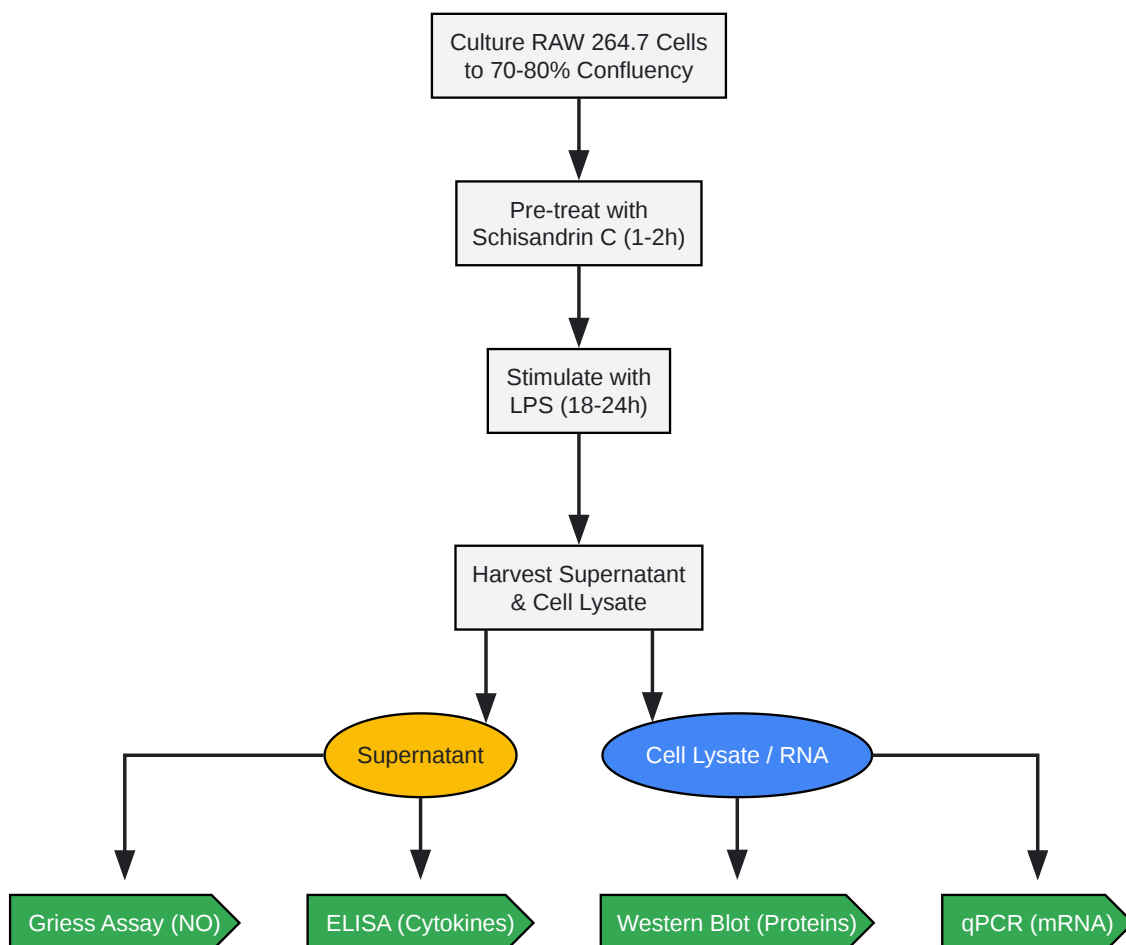 Culture RAW 264.7 Cells
to 70-80% Confluency
Pre-treat with
Schisandrin C (1-2h)
Stimulate with
LPS (18-24h)
Harvest Supernatant
& Cell Lysate
Supernatant
Cell Lysate / RNA
Griess Assay (NO)
ELISA (Cytokines)
Western Blot (Proteins)
qPCR (mRNA)